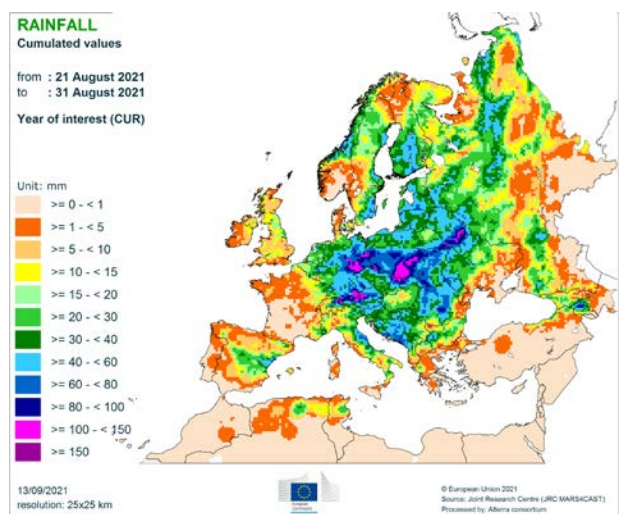 RAINFALL
Cumulated values
from : 21 August 2021
to : 31 August 2021
Year of interest (CUR)
Unit: mm
>= 0 - < 1
>= 1 - < 5
>= 5 - < 10
>= 10 - < 15
>= 15 - < 20
>= 20 - < 30
>= 30 - < 40
>= 40 - < 60
>= 60 - < 80
>= 80 - < 100
>= 100 - < 150
>= 150
13/09/2021
resolution: 25x25 km
European
Commission
© European Union 2021
Source: Joint Research Centre (JRC MARS4CAST)
Processed by: Alterra consortium